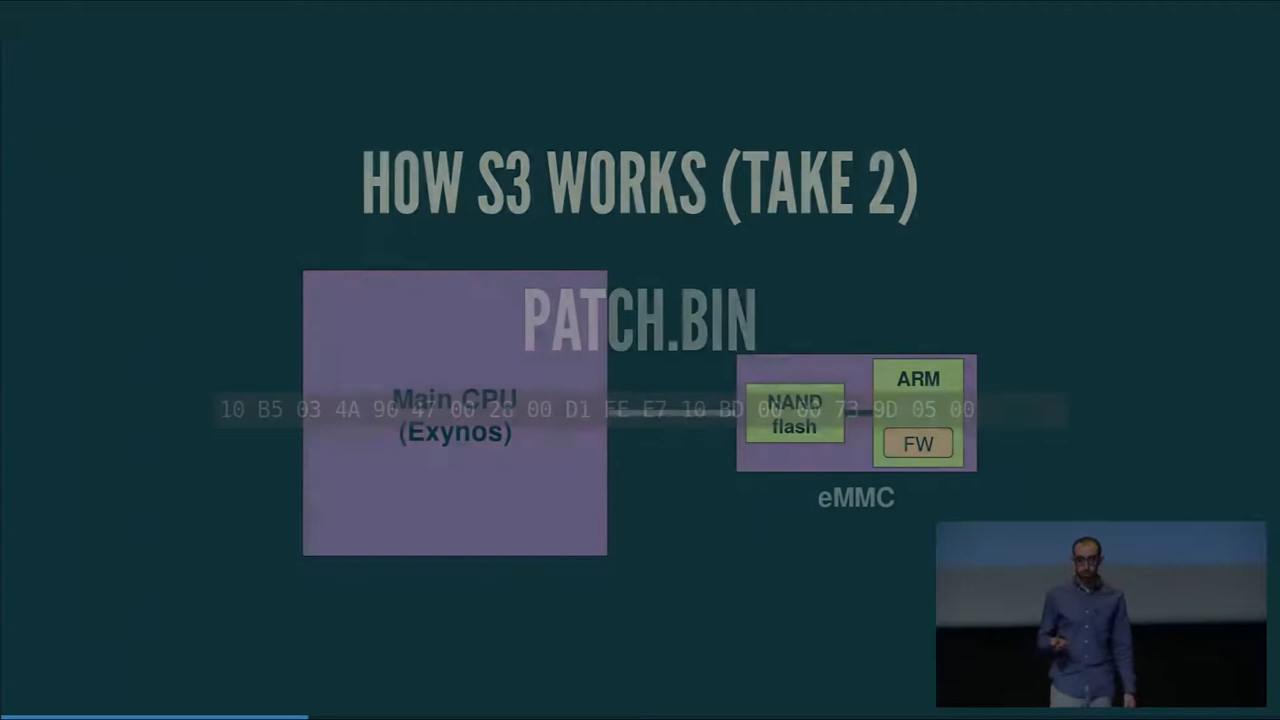 HOW S3 WORKS (TAKE 2)
PATCH.BIN
Main CPU
(Exynos)
10 B5 03 4A 90 47 00 28 00 D1 FE E7 10 BD 00 00 73 9D 05 00
NAND
flash
ARM
FW
eMMC